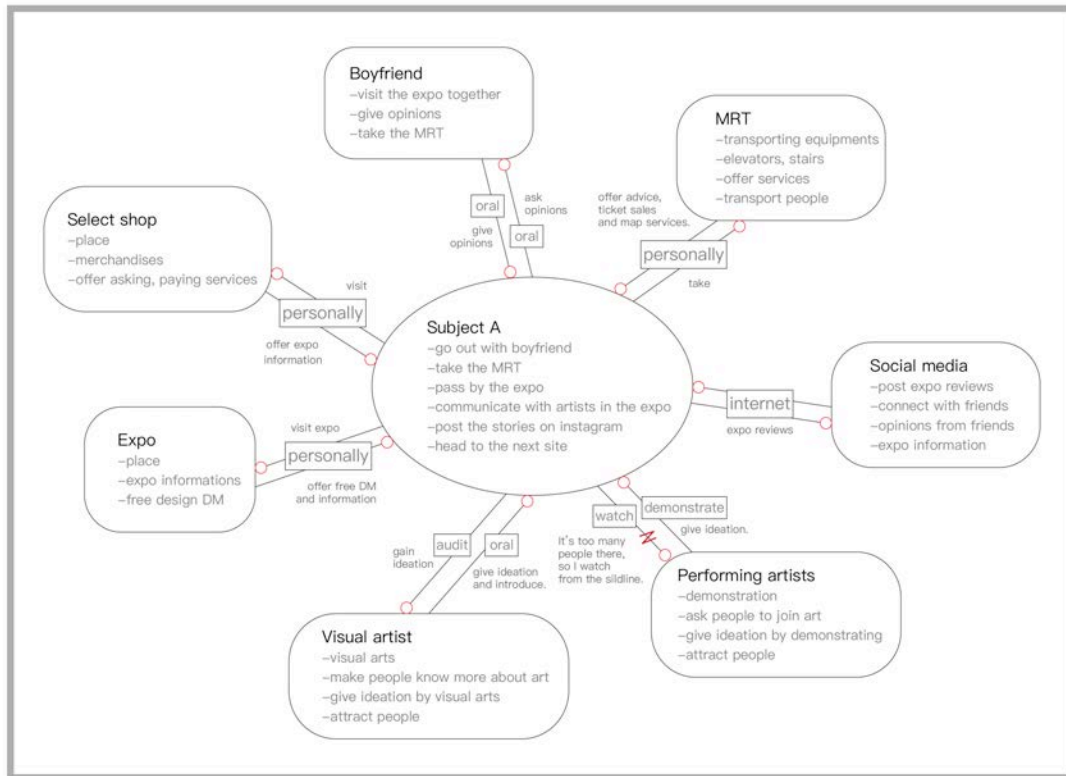 Boyfriend
-visit the expo together
-give opinions
-take the MRT
MRT
-transporting equipments
-elevators, stairs
-offer services
-transport people
oral
give
opinions
ask
opinions
oral
offer advice,
ticket sales
and map services.
personally
take
Select shop
-place
-merchandises
-offer asking, paying services
visit
personally
offer expo
information
Subject A
-go out with boyfriend
-take the MRT
-pass by the expo
-communicate with artists in the expo
-post the stories on instagram
-head to the next site
Social media
-post expo reviews
-connect with friends
-opinions from friends
-expo information
internet
expo reviews
Expo
-place
-expo informations
-free design DM
visit expo
personally
offer free DM
and information
gain
ideation
audit
oral
give ideation
and introduce.
watch
It's too many
people there,
so I watch
from the sildline.
demonstrate
give ideation.
Visual artist
-visual arts
-make people know more about art
-give ideation by visual arts
-attract people
Performing artists
-demonstration
-ask people to join art
-give ideation by demonstrating
-attract people